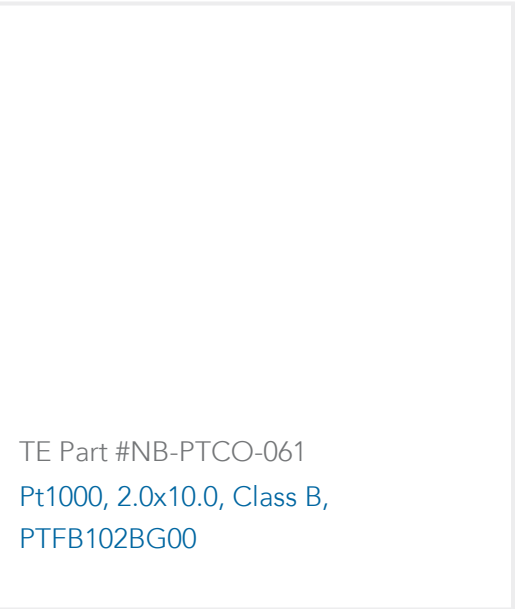 TE Part #NB-PTCO-061
Pt1000, 2.0x10.0, Class B,
PTFB102BG00